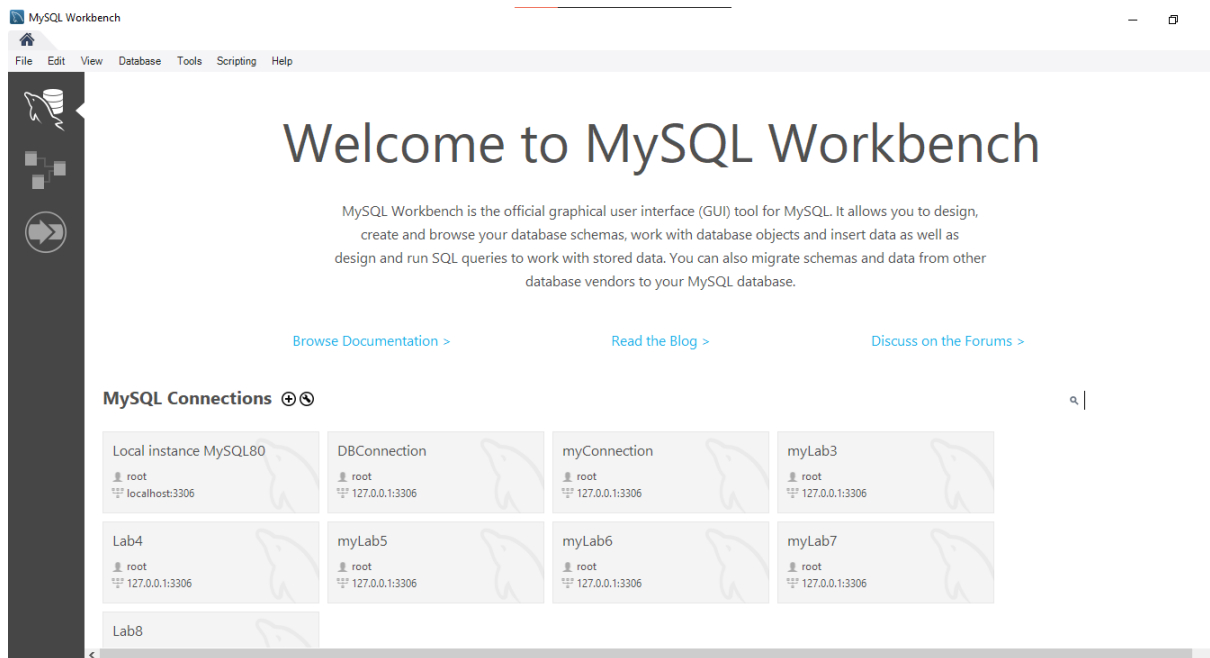 MySQL Workbench
File Edit View Database Tools Scripting Help
Welcome to MySQL Workbench
MySQL Workbench is the official graphical user interface (GUI) tool for MySQL. It allows you to design,
create and browse your database schemas, work with database objects and insert data as well as
design and run SQL queries to work with stored data. You can also migrate schemas and data from other
database vendors to your MySQL database.
Browse Documentation > Read the Blog > Discuss on the Forums >
MySQL Connections
Local instance MySQL80 DBConnection myConnection myLab3
root root root root
localhost:3306 127.0.0.1:3306 127.0.0.1:3306 127.0.0.1:3306
Lab4 myLab5 myLab6 myLab7
root root root root
127.0.0.1:3306 127.0.0.1:3306 127.0.0.1:3306 127.0.0.1:3306
Lab8